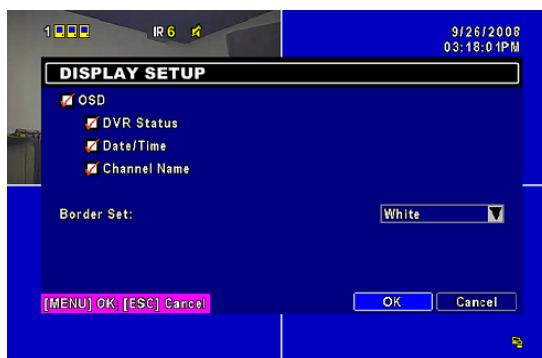 1 IR 6 9/26/2008
03:18:01PM
DISPLAY SETUP
OSD
DVR Status
Date/Time
Channel Name
Border Set: White
[MENU] OK; [ESC] Cancel OK Cancel